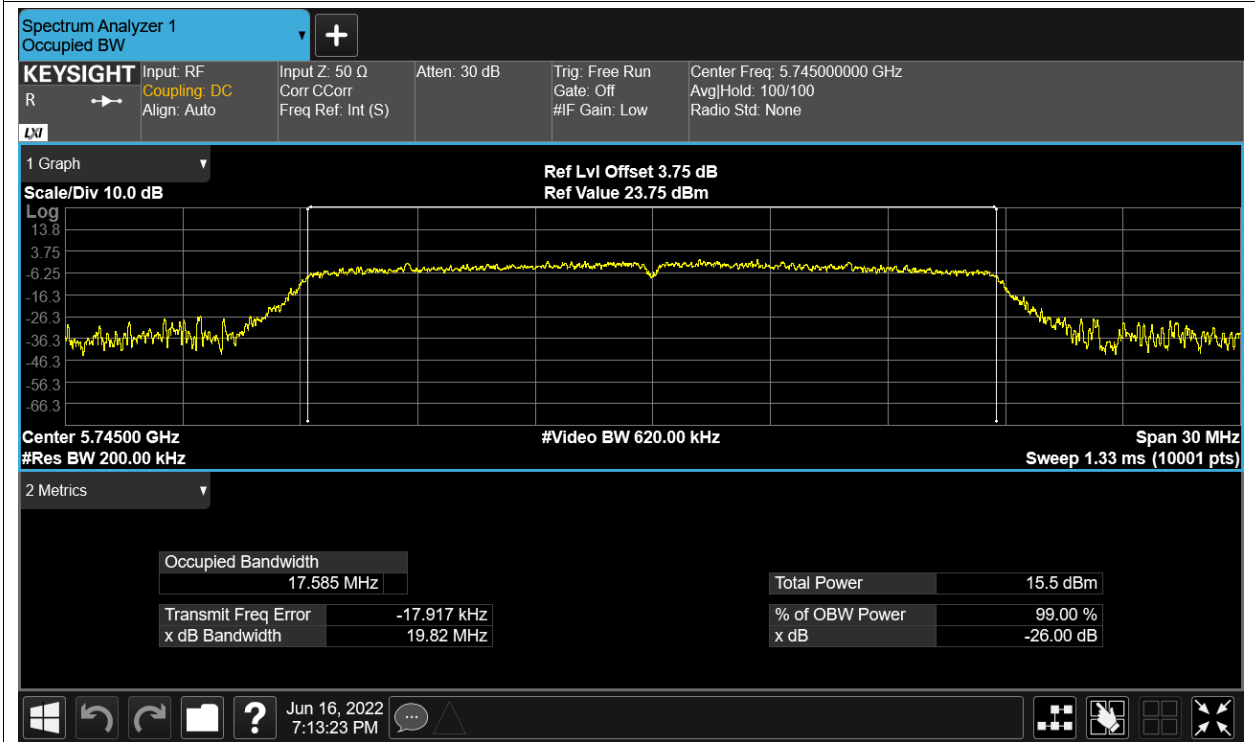 Spectrum Analyzer 1
Occupied BW
KEYSIGHT
R
LXI
Input: RF
Coupling: DC
Align: Auto
Input Z: 50 Ω
Corr CCorr
Freq Ref: Int (S)
Atten: 30 dB
Trig: Free Run
Gate: Off
#IF Gain: Low
Center Freq: 5.745000000 GHz
Avg|Hold: 100/100
Radio Std: None
1 Graph
Scale/Div 10.0 dB
Ref Lvl Offset 3.75 dB
Ref Value 23.75 dBm
Log
13.8
3.75
-6.25
-16.3
-26.3
-36.3
-46.3
-56.3
-66.3
Center 5.74500 GHz
#Res BW 200.00 kHz
#Video BW 620.00 kHz
Span 30 MHz
Sweep 1.33 ms (10001 pts)
2 Metrics
Occupied Bandwidth
17.585 MHz
Transmit Freq Error -17.917 kHz
x dB Bandwidth 19.82 MHz
Total Power 15.5 dBm
% of OBW Power 99.00 %
x dB -26.00 dB
?
Jun 16, 2022
7:13:23 PM